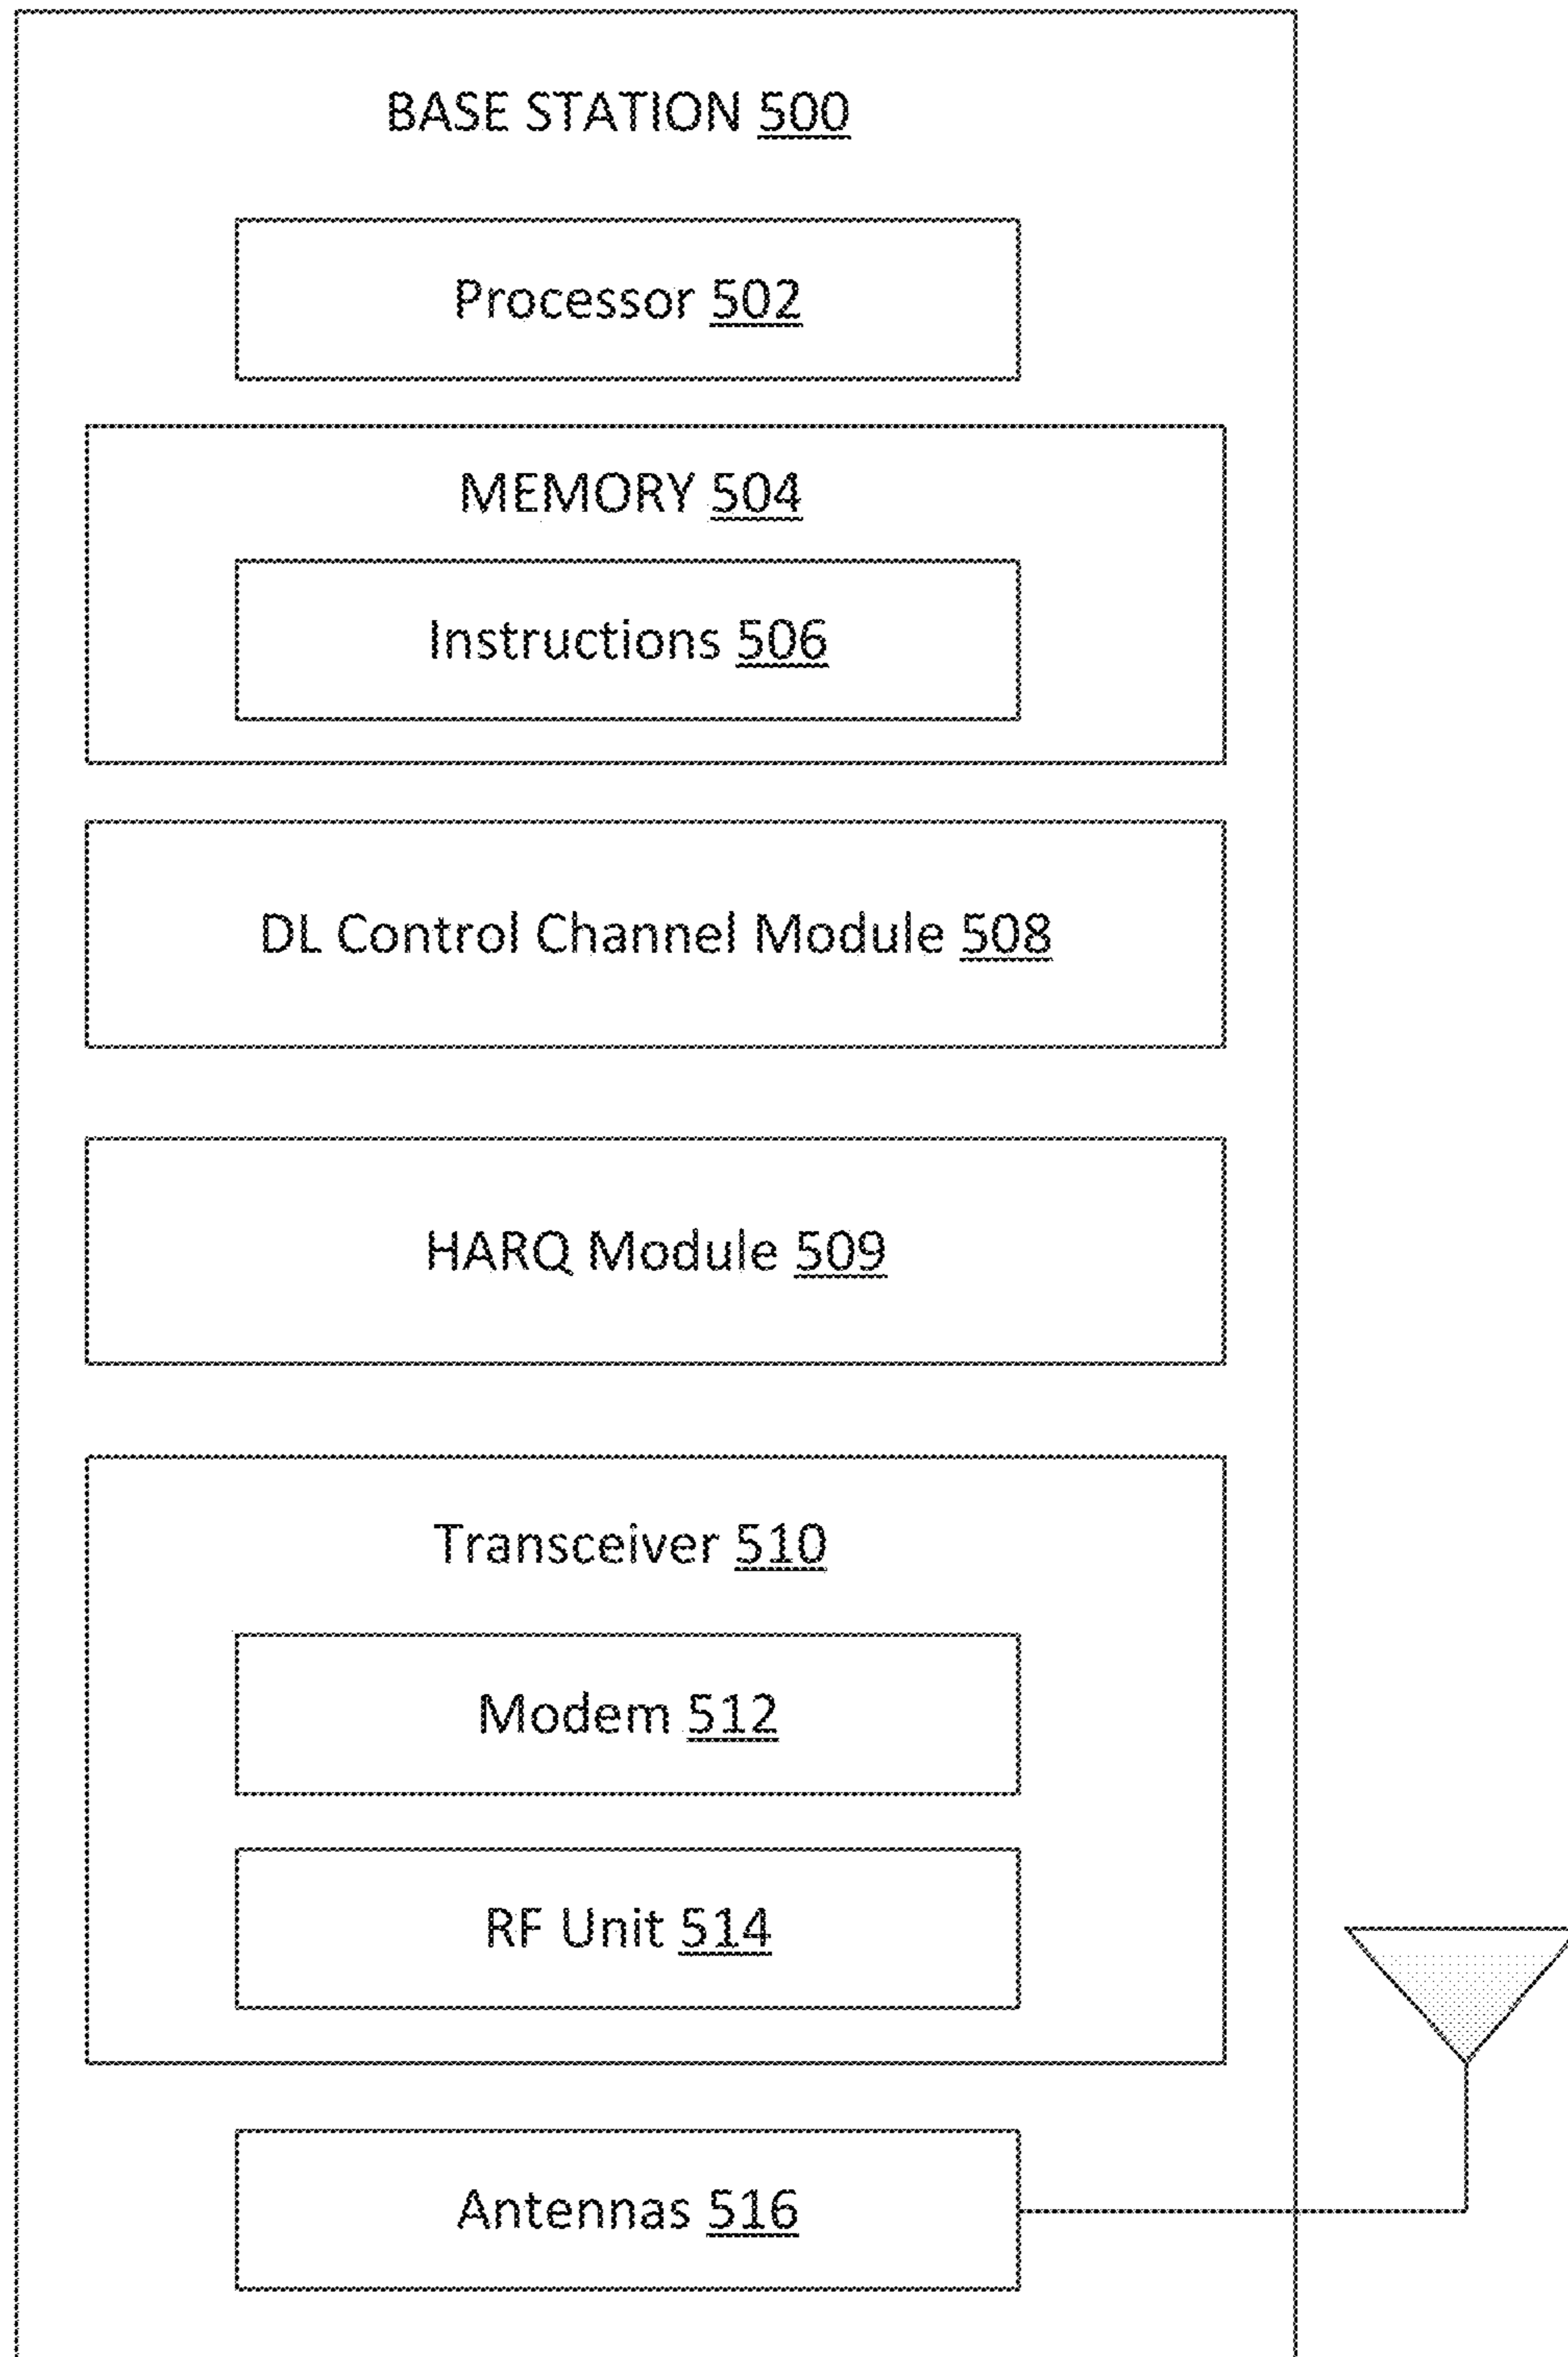 BASE STATION 500
Processor 502
MEMORY 504
Instructions 506
DL Control Channel Module 508
HARQ Module 509
Transceiver 510
Modem 512
RF Unit 514
Antennas 516